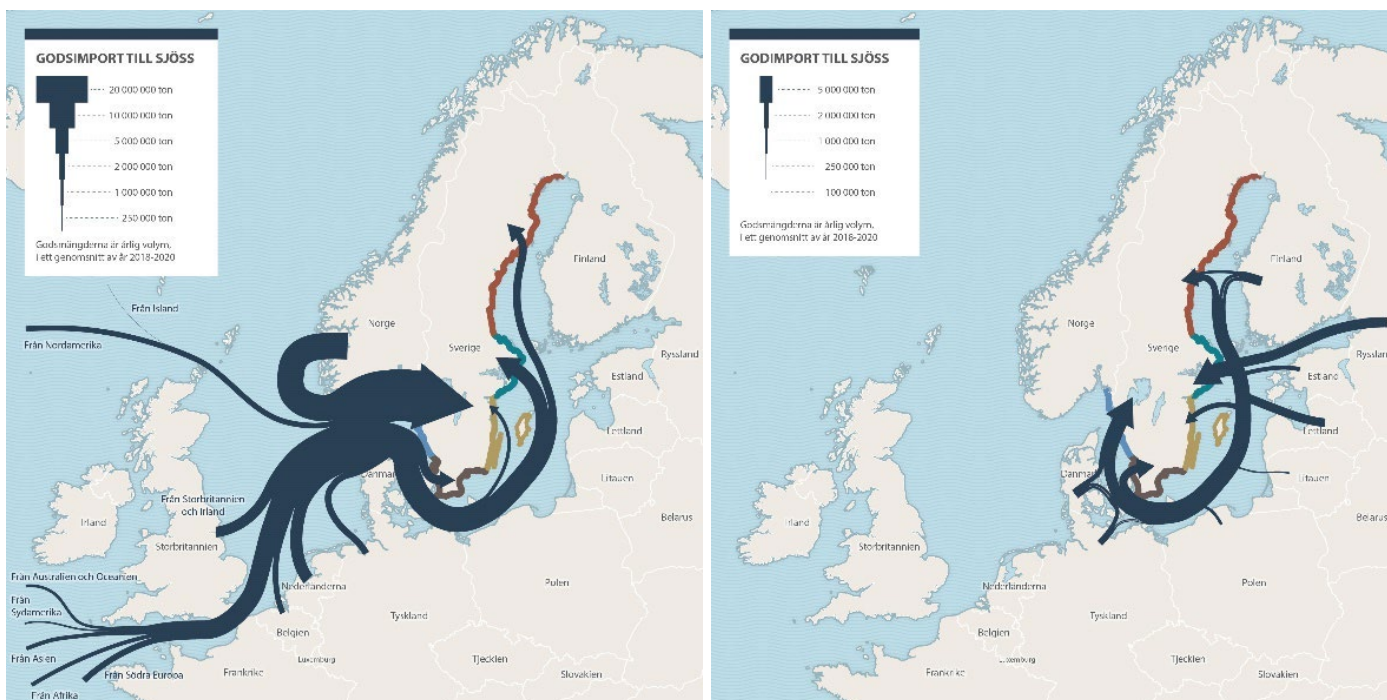 GODSIMPORT TILL SJÖSS
20 000 000 ton
10 000 000 ton
5 000 000 ton
2 000 000 ton
1 000 000 ton
250 000 ton
Godsmängderna är årlig volym,
i ett genomsnitt av år 2018-2020
Från Island
Från Nordamerika
Norge
Sverige
Finland
Ryssland
Estland
Lettland
Litauen
Belarus
Danmark
Från Storbritannien
och Irland
Irland
Storbritannien
Från Australien och Oceanien
Från
Sydamerika
Från Asien
Från Afrika
Från Södra Europa
Nederländerna
Belgien
Luxemburg
Frankrike
Tyskland
Polen
Tjeckien
Slovakien
GODIMPORT TILL SJÖSS
5 000 000 ton
2 000 000 ton
1 000 000 ton
250 000 ton
100 000 ton
Godsmängderna är årlig volym,
i ett genomsnitt av år 2018-2020
Norge
Sverige
Finland
Ryssland
Estland
Lettland
Litauen
Belarus
Danmark
Irland
Storbritannien
Nederländerna
Belgien
Luxemburg
Frankrike
Tyskland
Polen
Tjeckien
Slovakien